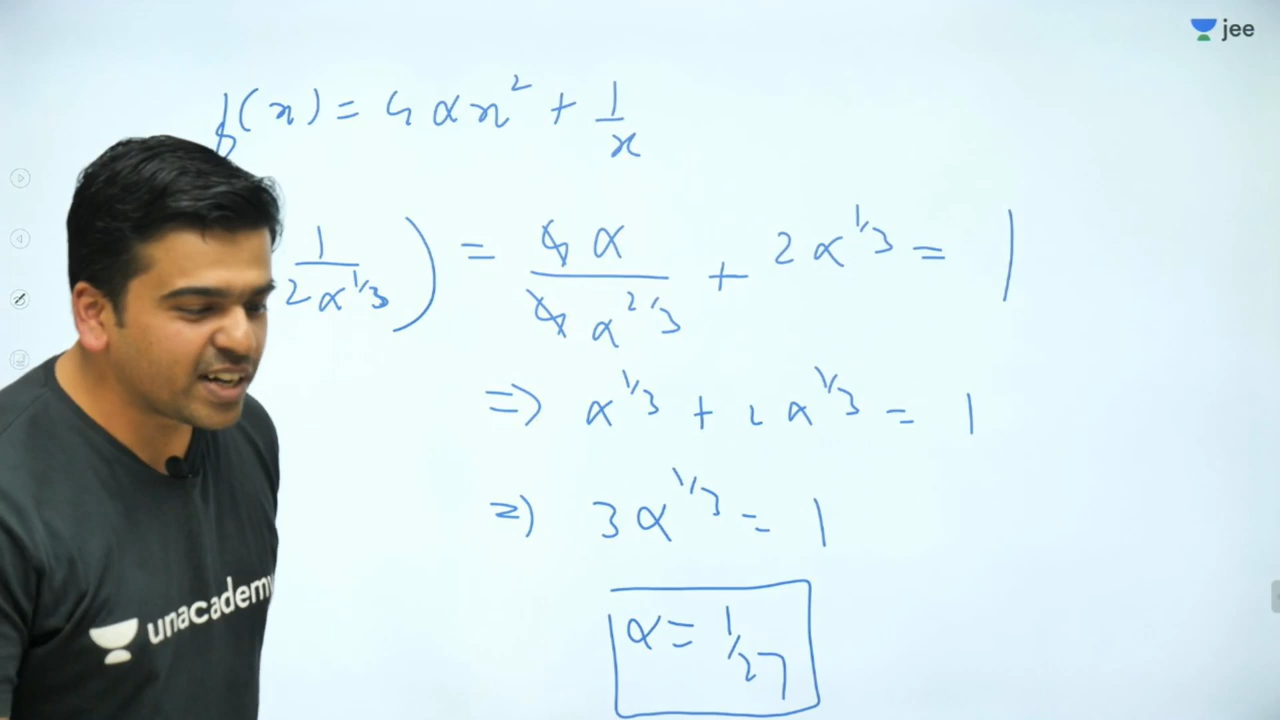 jee
f(x) = 4αx² + 1/x
1/(2α^1/3)) = 4α/(4α^2/3) + 2α^1/3 = 1
=> α^1/3 + 2α^1/3 = 1
=> 3α^1/3 = 1
α = 1/27
unacademy